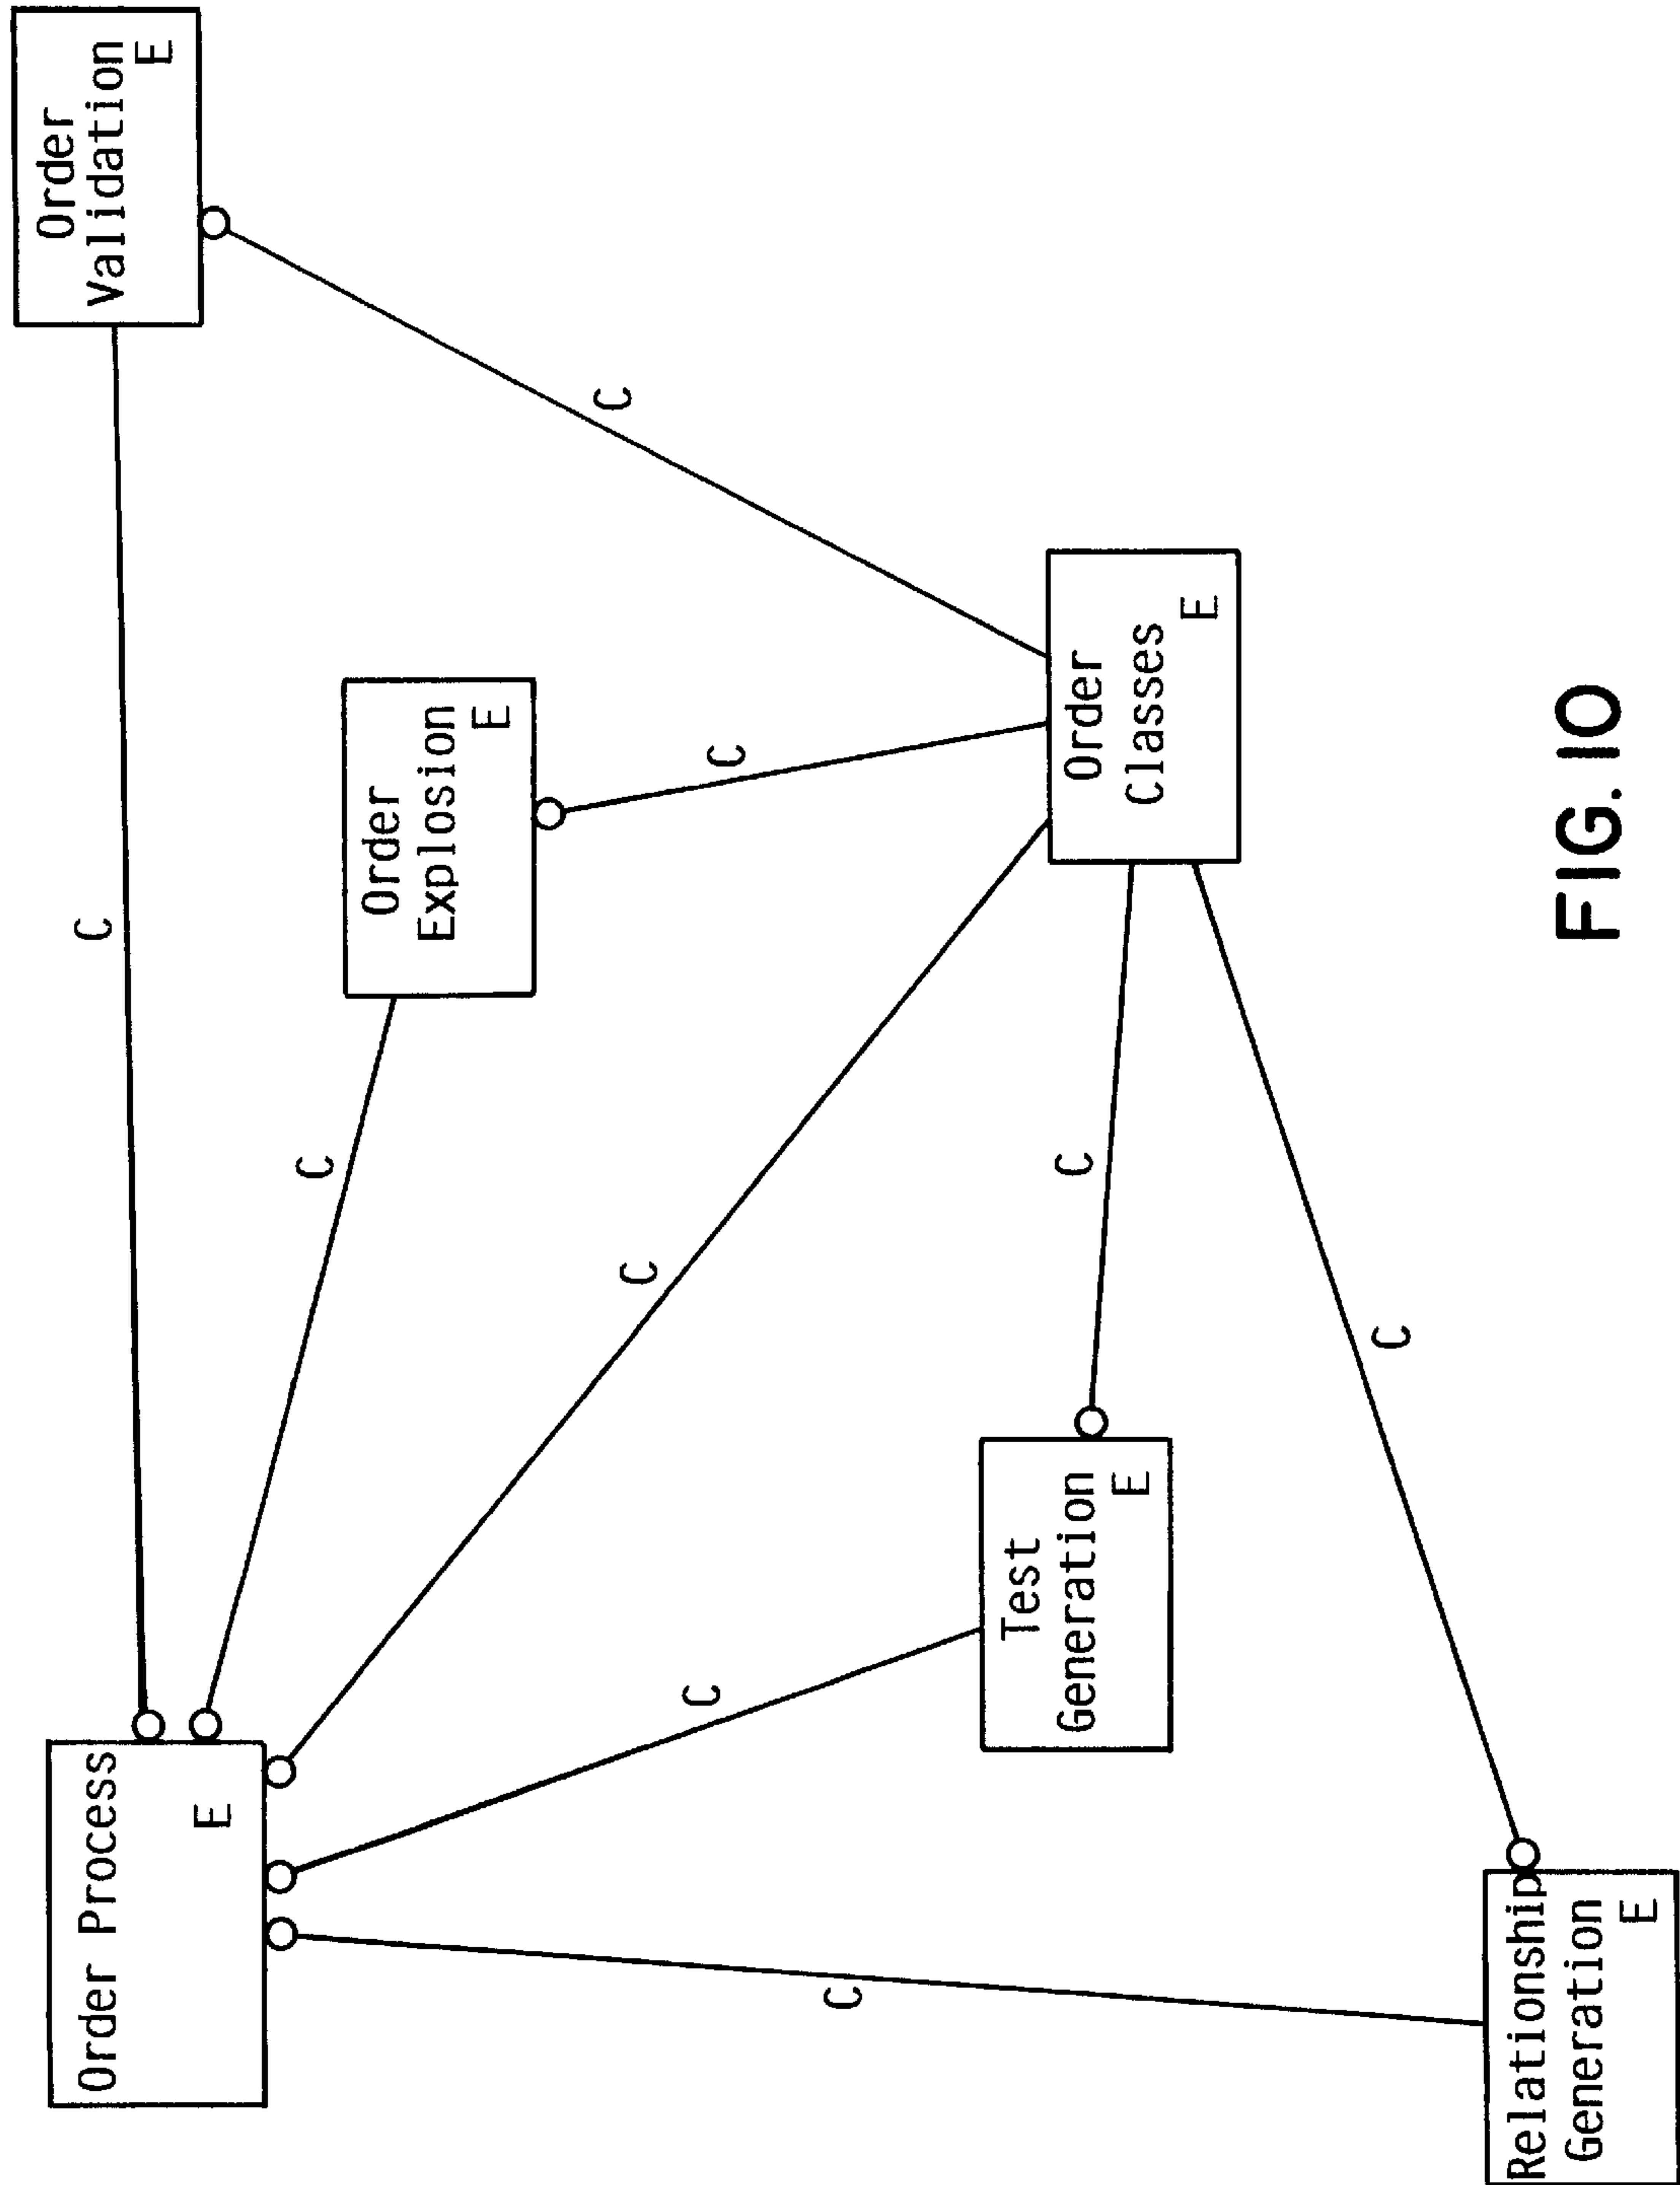 Order Process
E
C
Order
Validation
E
C
Order
Explosion
E
C
C
C
C
Test
Generation
E
C
Order
Classes
E
C
C
Relationship
Generation
E
FIG. 10